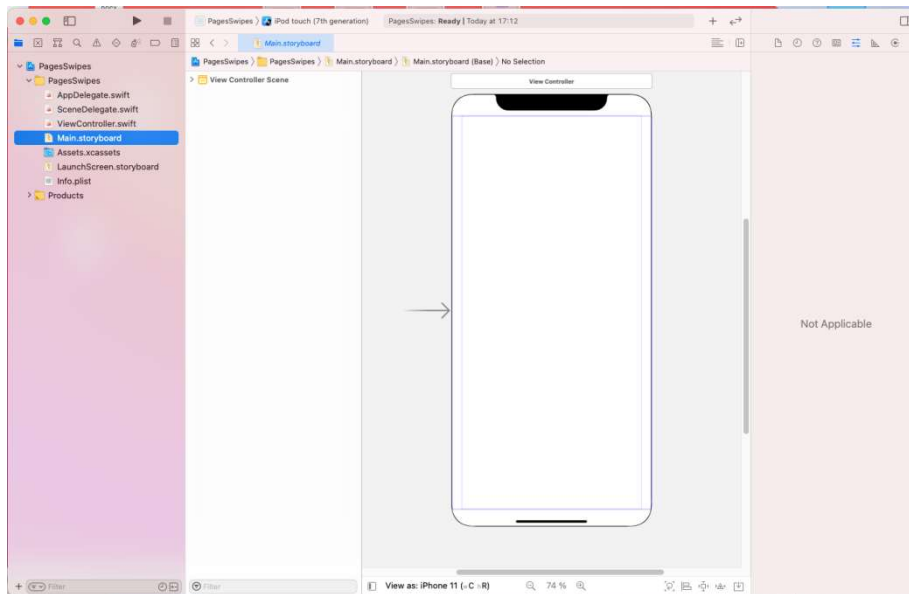 PagesSwipes 〉 iPod touch (7th generation)
PagesSwipes: Ready | Today at 17:12
Main.storyboard
PagesSwipes 〉 PagesSwipes 〉 Main.storyboard 〉 Main.storyboard (Base) 〉 No Selection
PagesSwipes
PagesSwipes
AppDelegate.swift
SceneDelegate.swift
ViewController.swift
Main.storyboard
Assets.xcassets
LaunchScreen.storyboard
Info.plist
Products
View Controller Scene
View Controller
Not Applicable
Filter
Filter
View as: iPhone 11 (wC hR)
74 %